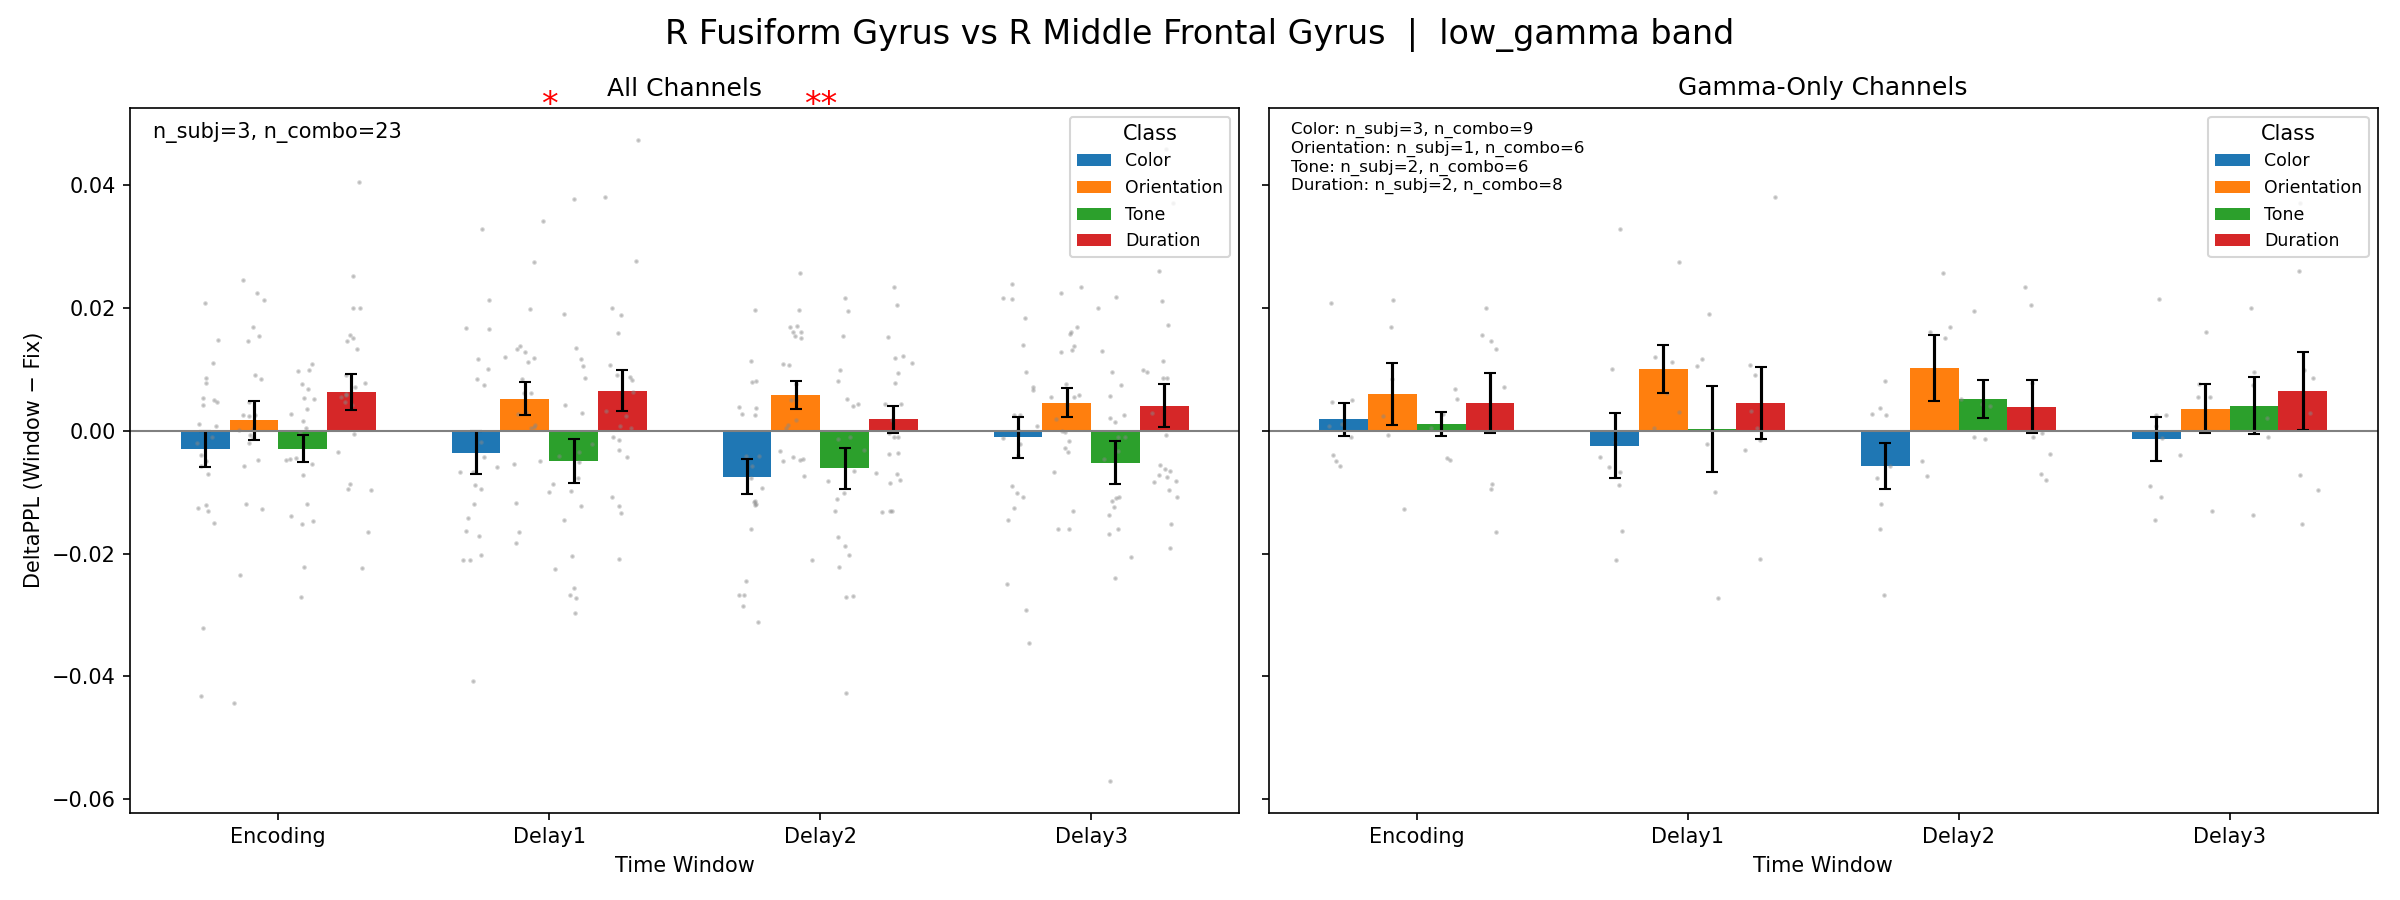 R Fusiform Gyrus vs R Middle Frontal Gyrus | low_gamma band
All Channels
* **
n_subj=3, n_combo=23
Class
Color
Orientation
Tone
Duration
0.04
0.02
0.00
−0.02
−0.04
−0.06
DeltaPPL (Window − Fix)
Encoding Delay1 Delay2 Delay3
Time Window
Gamma-Only Channels
Color: n_subj=3, n_combo=9
Orientation: n_subj=1, n_combo=6
Tone: n_subj=2, n_combo=6
Duration: n_subj=2, n_combo=8
Class
Color
Orientation
Tone
Duration
Encoding Delay1 Delay2 Delay3
Time Window